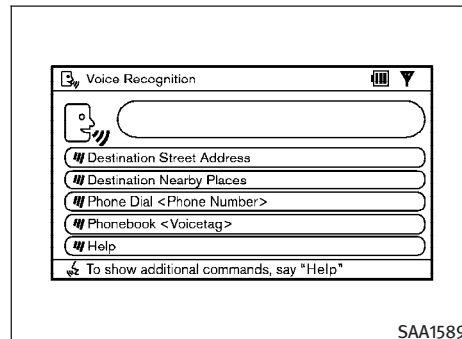 Voice Recognition
Destination Street Address
Destination Nearby Places
Phone Dial <Phone Number>
Phonebook <Voicetag>
Help
To show additional commands, say "Help"
SAA1589